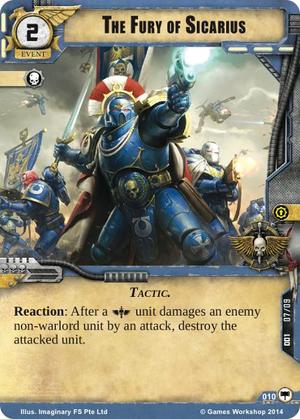 THE FURY OF SICARIUS
2
EVENT
001 07/09
TACTIC.
Reaction: After a unit damages an enemy
non-warlord unit by an attack, destroy the
attacked unit.
010
Illus. Imaginary FS Pte Ltd
© Games Workshop 2014